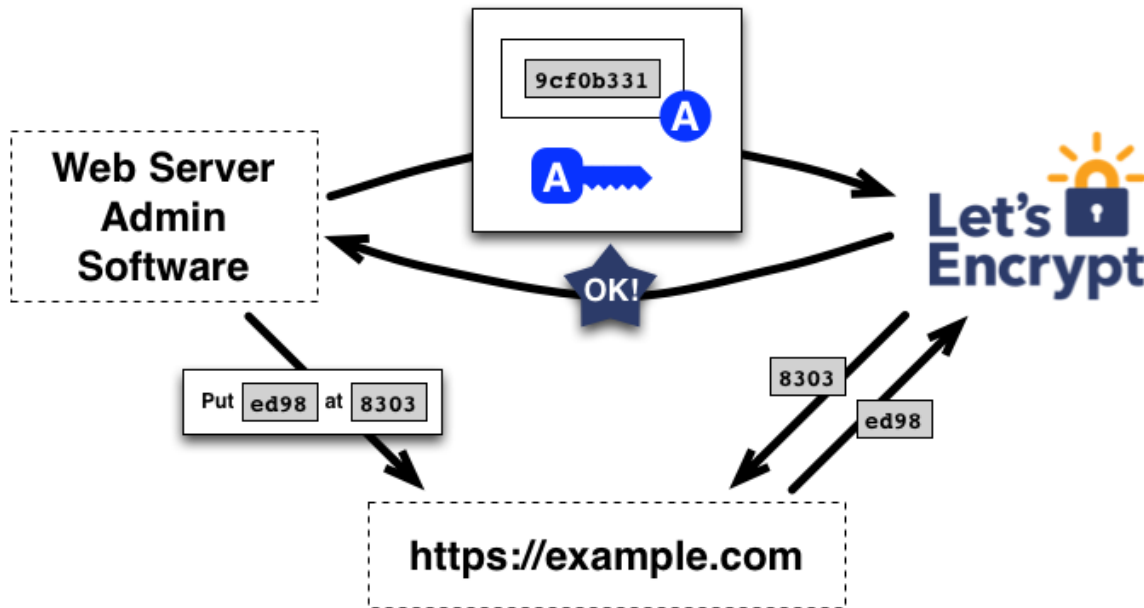 9cf0b331
A
A
Web Server
Admin
Software
Let's
Encrypt
OK!
Put ed98 at 8303
8303
ed98
https://example.com